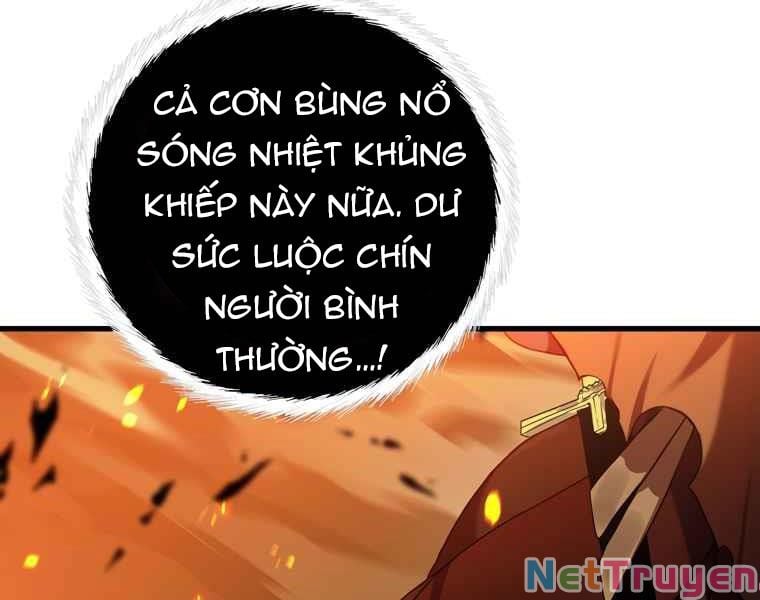 CẢ CƠN BÙNG NỔ
SÓNG NHIỆT KHỦNG
KHIẾP NÀY NỮA. DƯ
SỨC LUỘC CHÍN
NGƯỜI BÌNH
THƯỜNG...!
NetTruyen